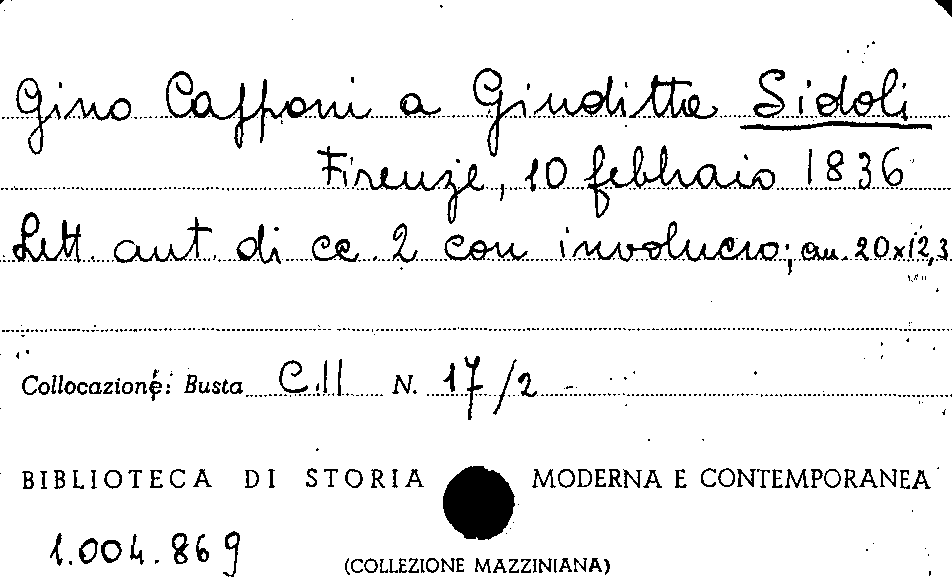 Gino Capponi a Giuditta Sidoli
Firenze, 10 febbraio 1836
Lett. aut. di cc. 2 con involucro; cm. 20x12,3
Collocazione: Busta C.II N. 17/2
BIBLIOTECA DI STORIA MODERNA E CONTEMPORANEA
1.004.869
(COLLEZIONE MAZZINIANA)